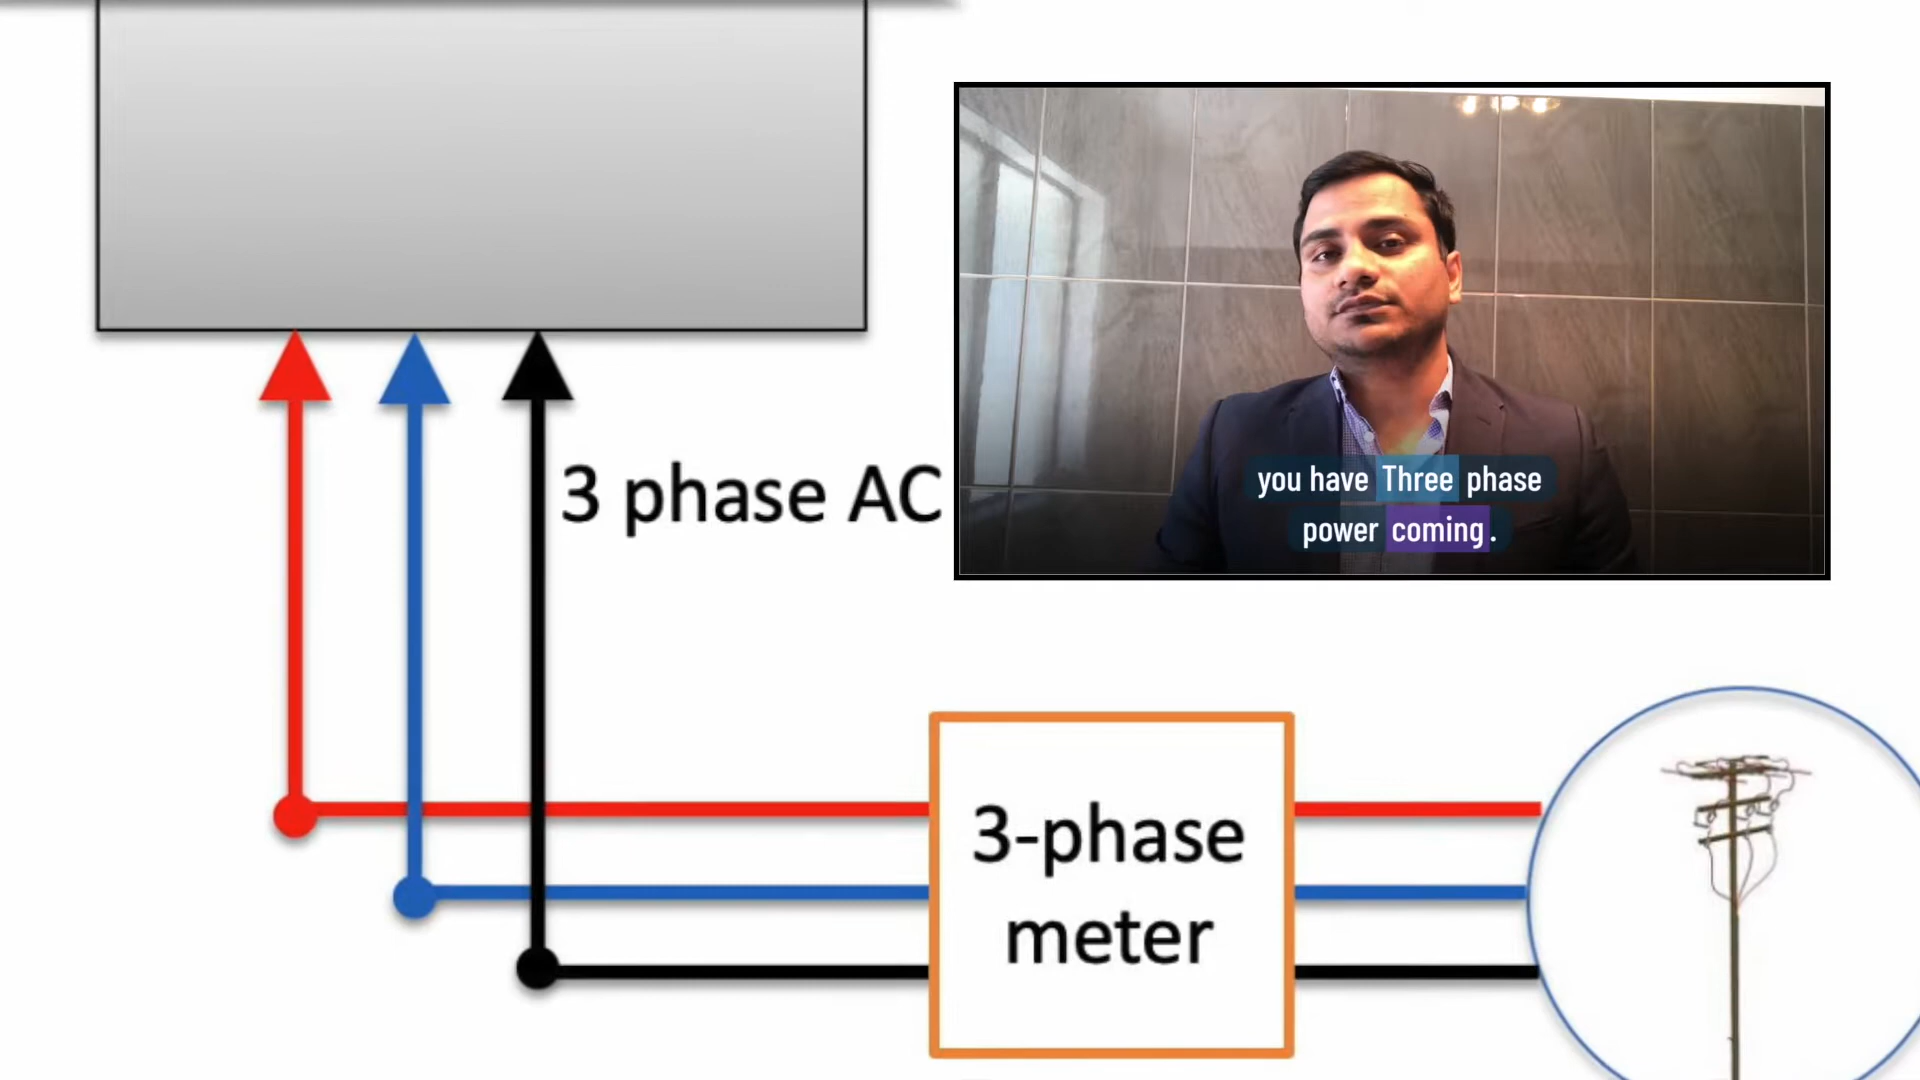 3 phase AC
you have Three phase
power coming.
3-phase
meter